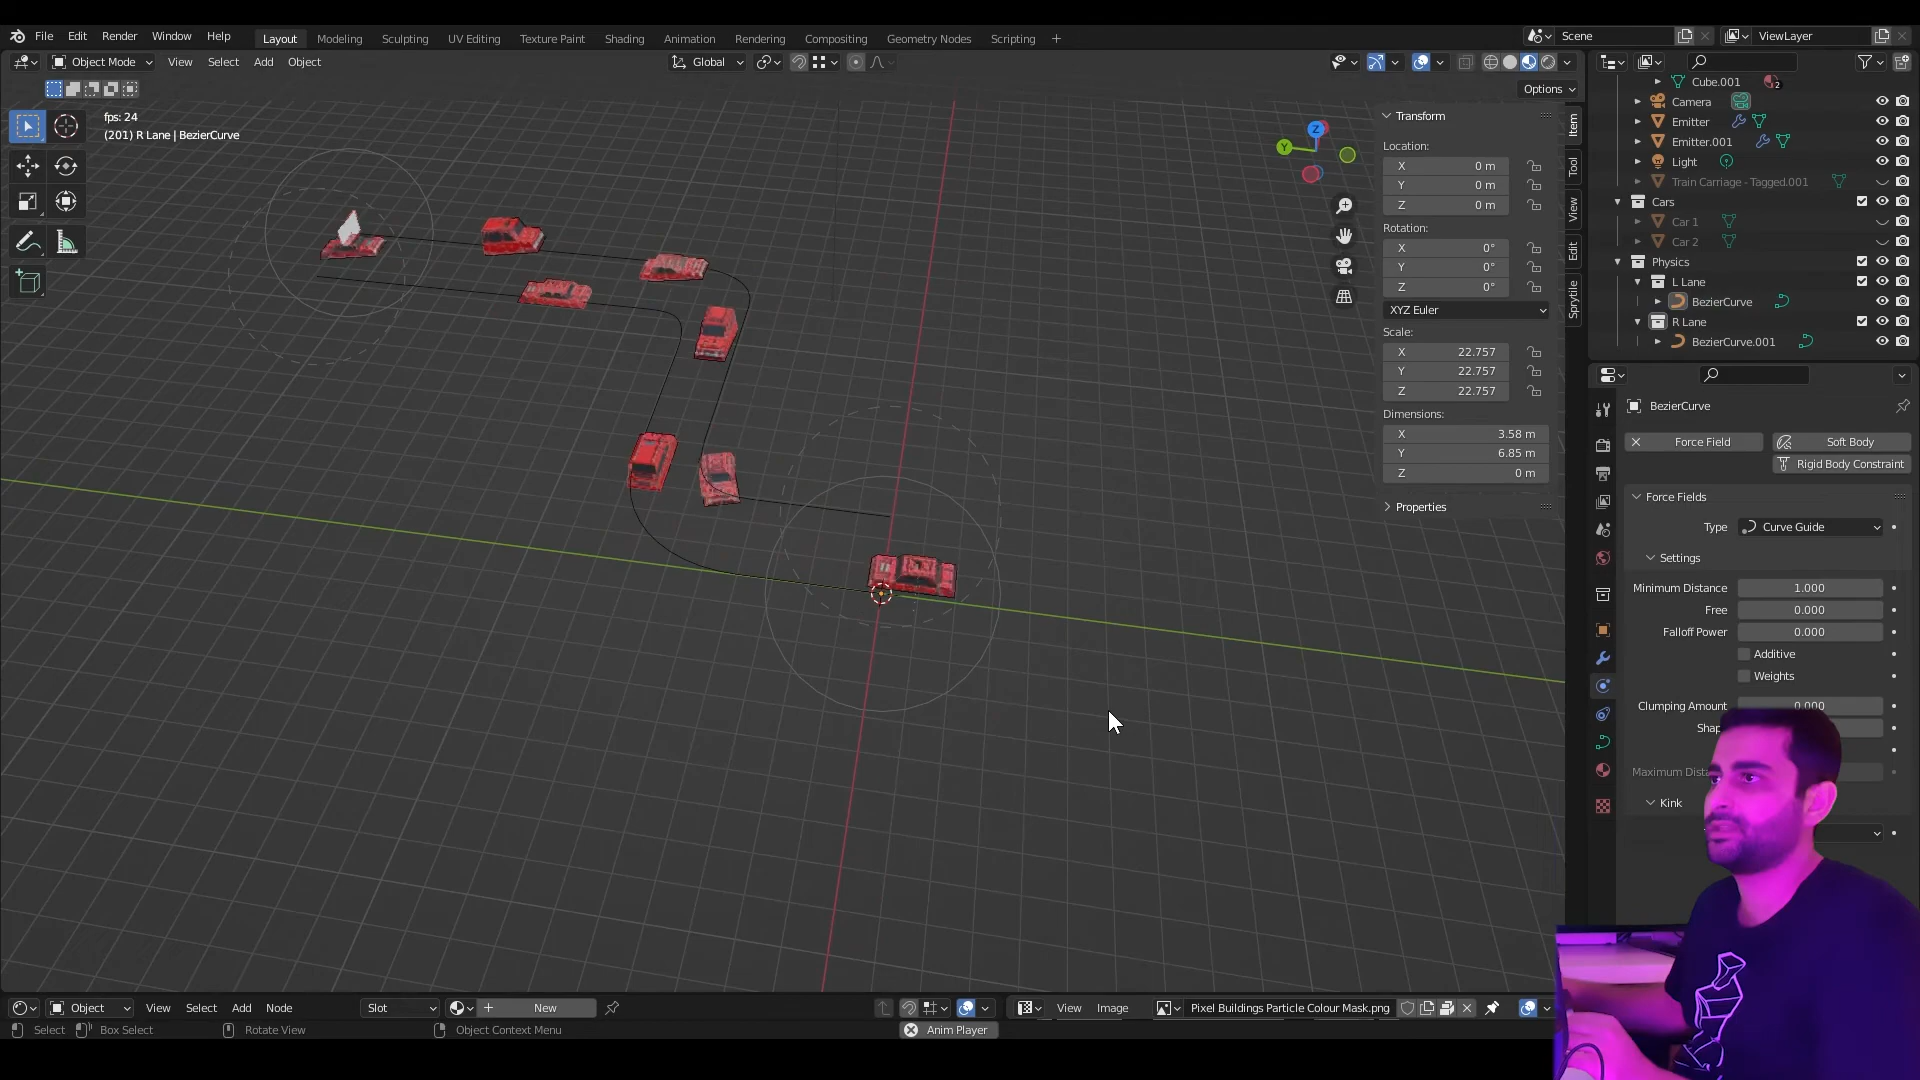 File Edit Render Window Help
Layout Modeling Sculpting UV Editing Texture Paint Shading Animation Rendering Compositing Geometry Nodes Scripting +
Scene
ViewLayer
Object Mode View Select Add Object
Global
Options
fps: 24
(201) R Lane | BezierCurve
Z
Y
Transform
Location:
X 0 m
Y 0 m
Z 0 m
Rotation:
X 0°
Y 0°
Z 0°
XYZ Euler
Scale:
X 22.757
Y 22.757
Z 22.757
Dimensions:
X 3.58 m
Y 6.85 m
Z 0 m
Properties
Item
Tool
View
Edit
Sprytile
Cube.001 2
Camera
Emitter
Emitter.001
Light
Train Carriage - Tagged.001
Cars
Car 1
Car 2
Physics
L Lane
BezierCurve
R Lane
BezierCurve.001
BezierCurve
Force Field
Soft Body
Rigid Body Constraint
Force Fields
Type Curve Guide
Settings
Minimum Distance 1.000
Free 0.000
Falloff Power 0.000
Additive
Weights
Clumping Amount 0.000
Kink
Object View Select Add Node
Slot
New
View Image
Pixel Buildings Particle Colour Mask.png
Select Box Select Rotate View Object Context Menu
Anim Player